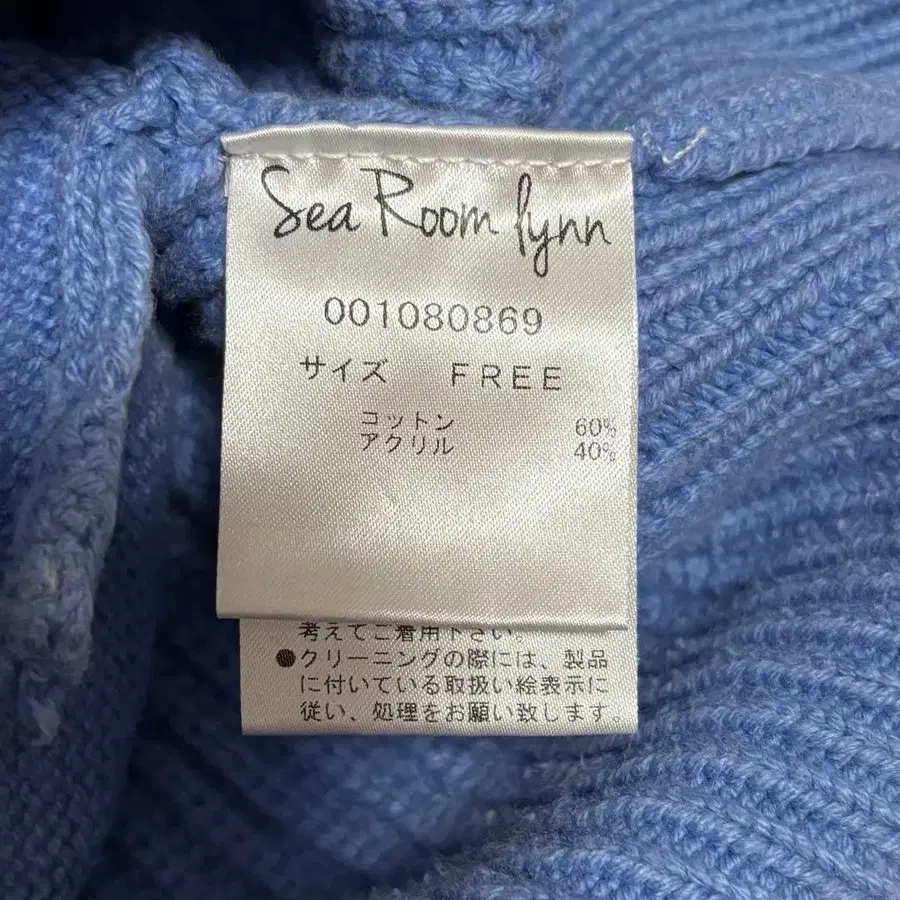 Sea Room lynn
001080869
サイズ FREE
コットン 60%
アクリル 40%
考えてご着用下さい。
●クリーニングの際には、製品
に付いている取扱い絵表示に
従い、処理をお願い致します。